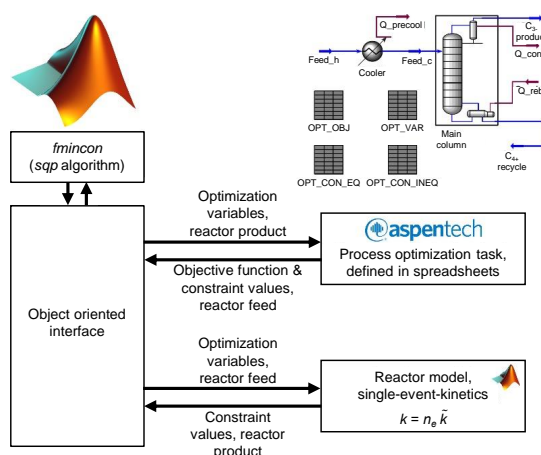 Q_precool
Feed_h
Cooler
Feed_c
Main
column
C3-
Q_con
C4+
recycle
OPT_OBJ
OPT_VAR
OPT_CON_EQ
OPT_CON_INEQ
fmincon
(sqp algorithm)
Object oriented
interface
Optimization
variables,
reactor product
Objective function &
constraint values,
reactor feed
aspentech
Process optimization task,
defined in spreadsheets
Optimization
variables,
reactor feed
Constraint
values, reactor
product
Reactor model,
single-event-kinetics
k = nₑ k̃